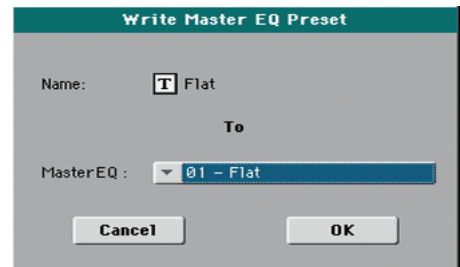 Write Master EQ Preset
Name: T Flat
To
MasterEQ : 01 - Flat
Cancel OK